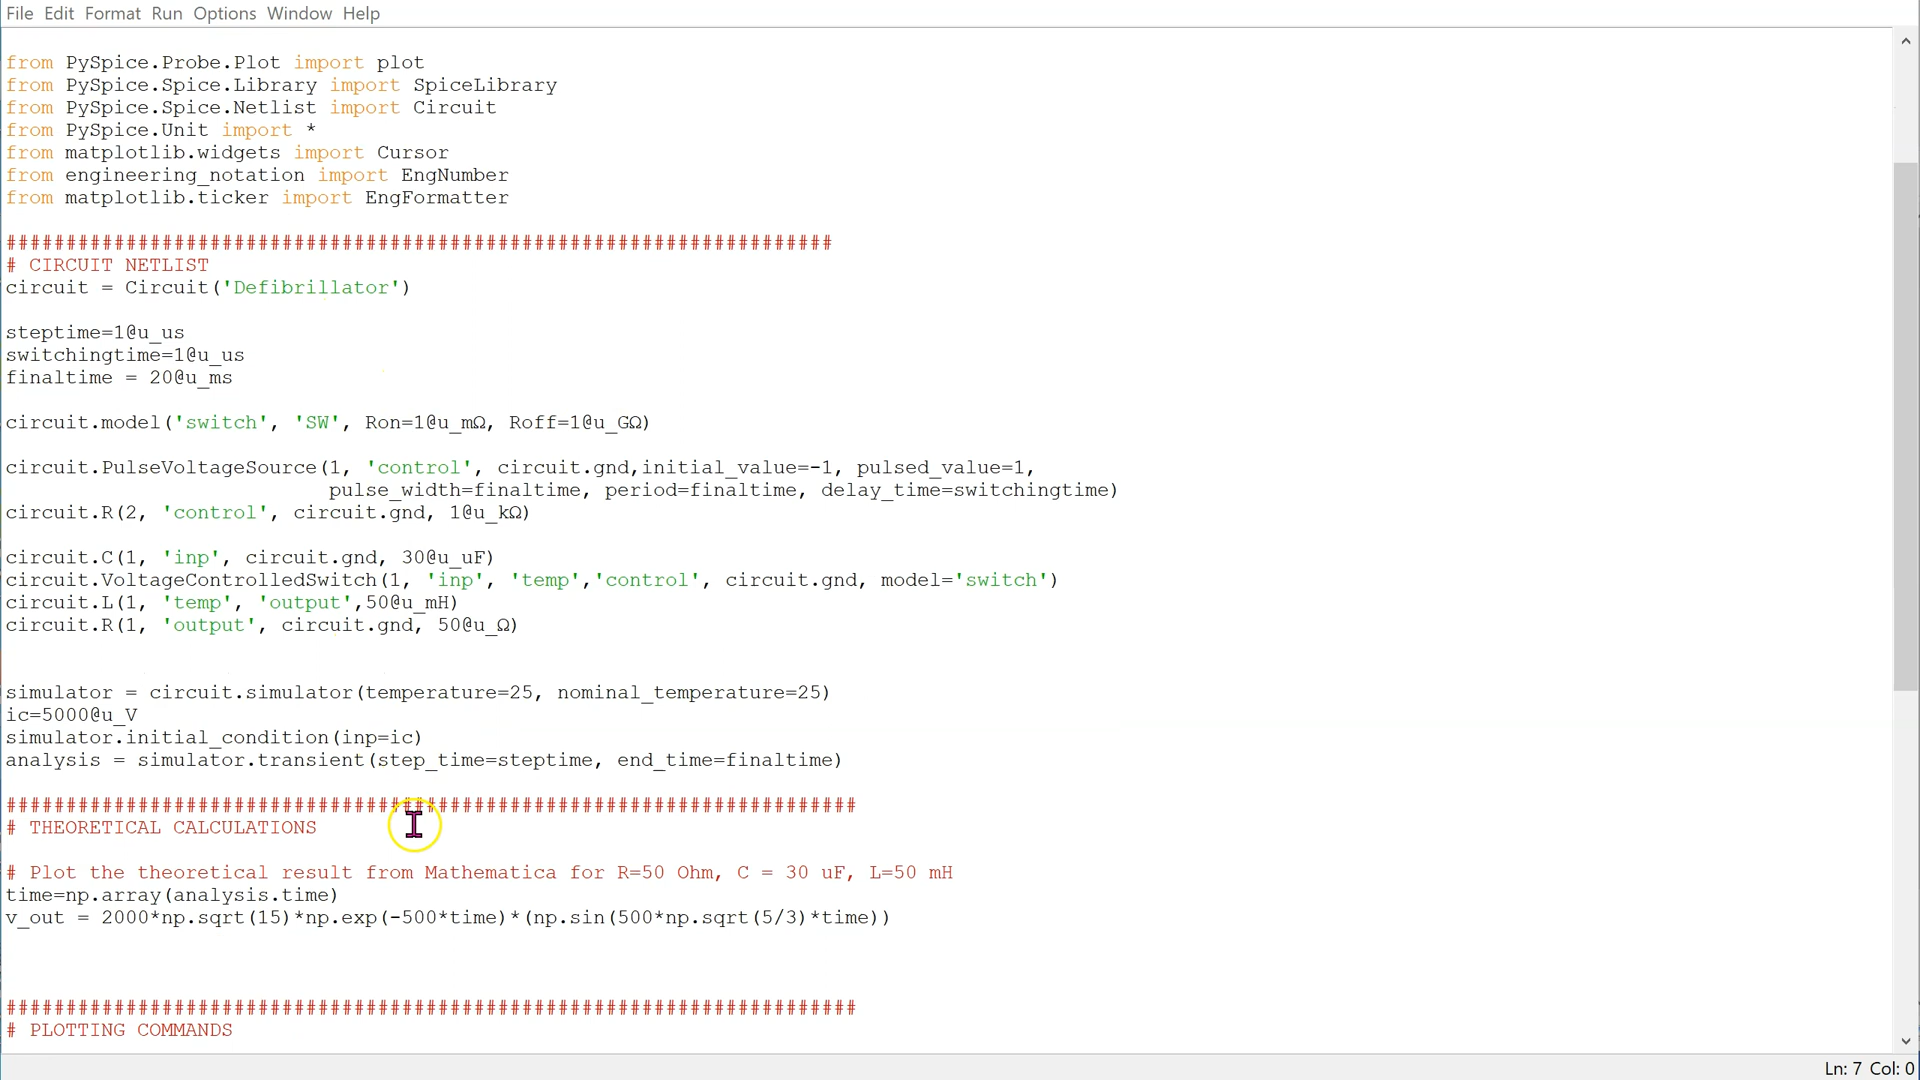 File Edit Format Run Options Window Help
from PySpice.Probe.Plot import plot
from PySpice.Spice.Library import SpiceLibrary
from PySpice.Spice.Netlist import Circuit
from PySpice.Unit import *
from matplotlib.widgets import Cursor
from engineering_notation import EngNumber
from matplotlib.ticker import EngFormatter
#####################################################################
# CIRCUIT NETLIST
circuit = Circuit('Defibrillator')
steptime=1@u_us
switchingtime=1@u_us
finaltime = 20@u_ms
circuit.model('switch', 'SW', Ron=1@u_mΩ, Roff=1@u_GΩ)
circuit.PulseVoltageSource(1, 'control', circuit.gnd,initial_value=-1, pulsed_value=1,
pulse_width=finaltime, period=finaltime, delay_time=switchingtime)
circuit.R(2, 'control', circuit.gnd, 1@u_kΩ)
circuit.C(1, 'inp', circuit.gnd, 30@u_uF)
circuit.VoltageControlledSwitch(1, 'inp', 'temp','control', circuit.gnd, model='switch')
circuit.L(1, 'temp', 'output',50@u_mH)
circuit.R(1, 'output', circuit.gnd, 50@u_Ω)
simulator = circuit.simulator(temperature=25, nominal_temperature=25)
ic=5000@u_V
simulator.initial_condition(inp=ic)
analysis = simulator.transient(step_time=steptime, end_time=finaltime)
#######################################################################
# THEORETICAL CALCULATIONS
# Plot the theoretical result from Mathematica for R=50 Ohm, C = 30 uF, L=50 mH
time=np.array(analysis.time)
v_out = 2000*np.sqrt(15)*np.exp(-500*time)*(np.sin(500*np.sqrt(5/3)*time))
#######################################################################
# PLOTTING COMMANDS
Ln: 7 Col: 0